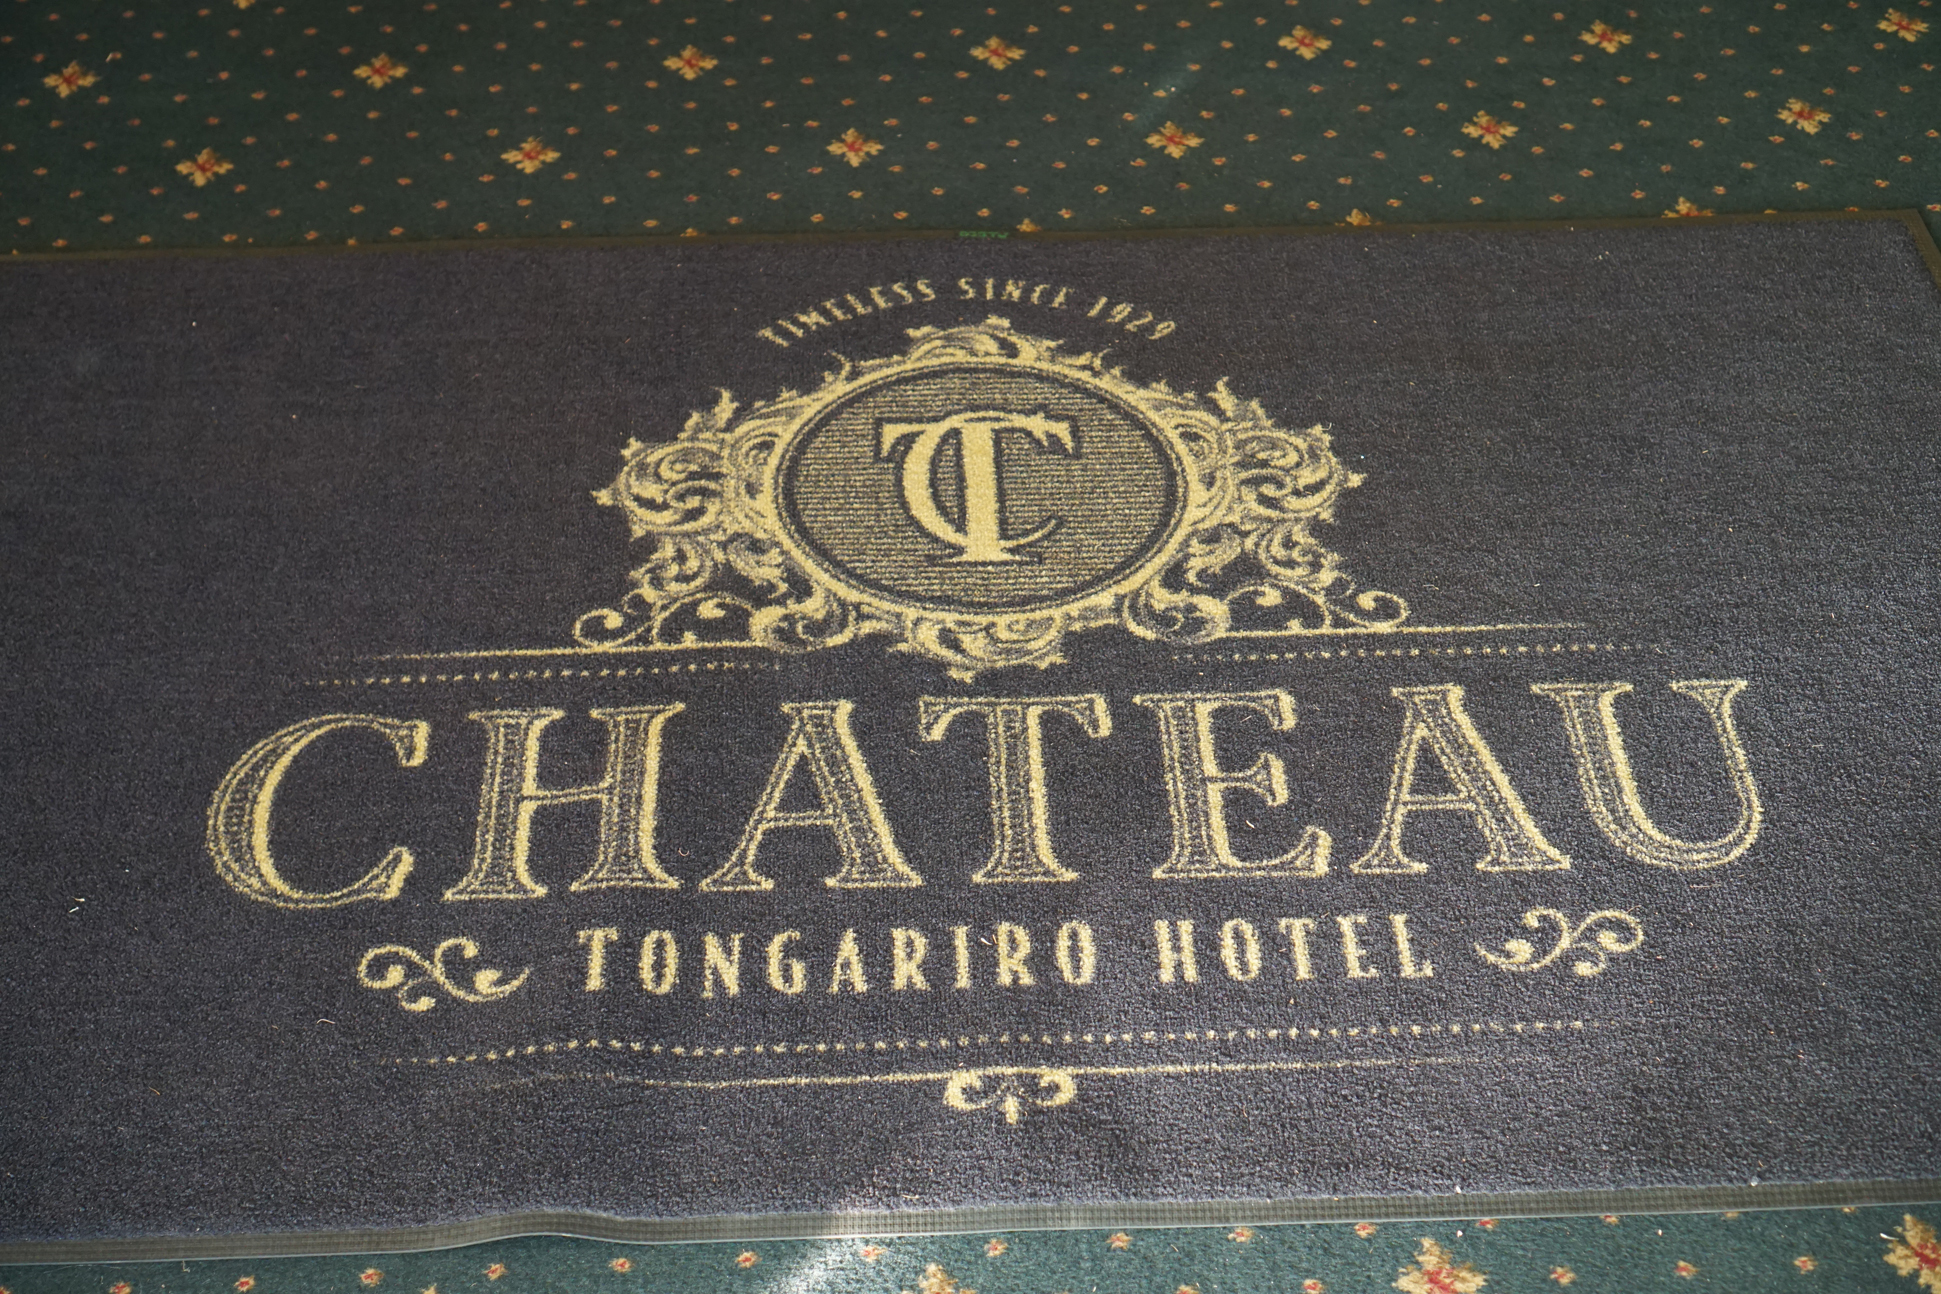 TIMELESS SINCE 1929
TC
CHATEAU
TONGARIRO HOTEL